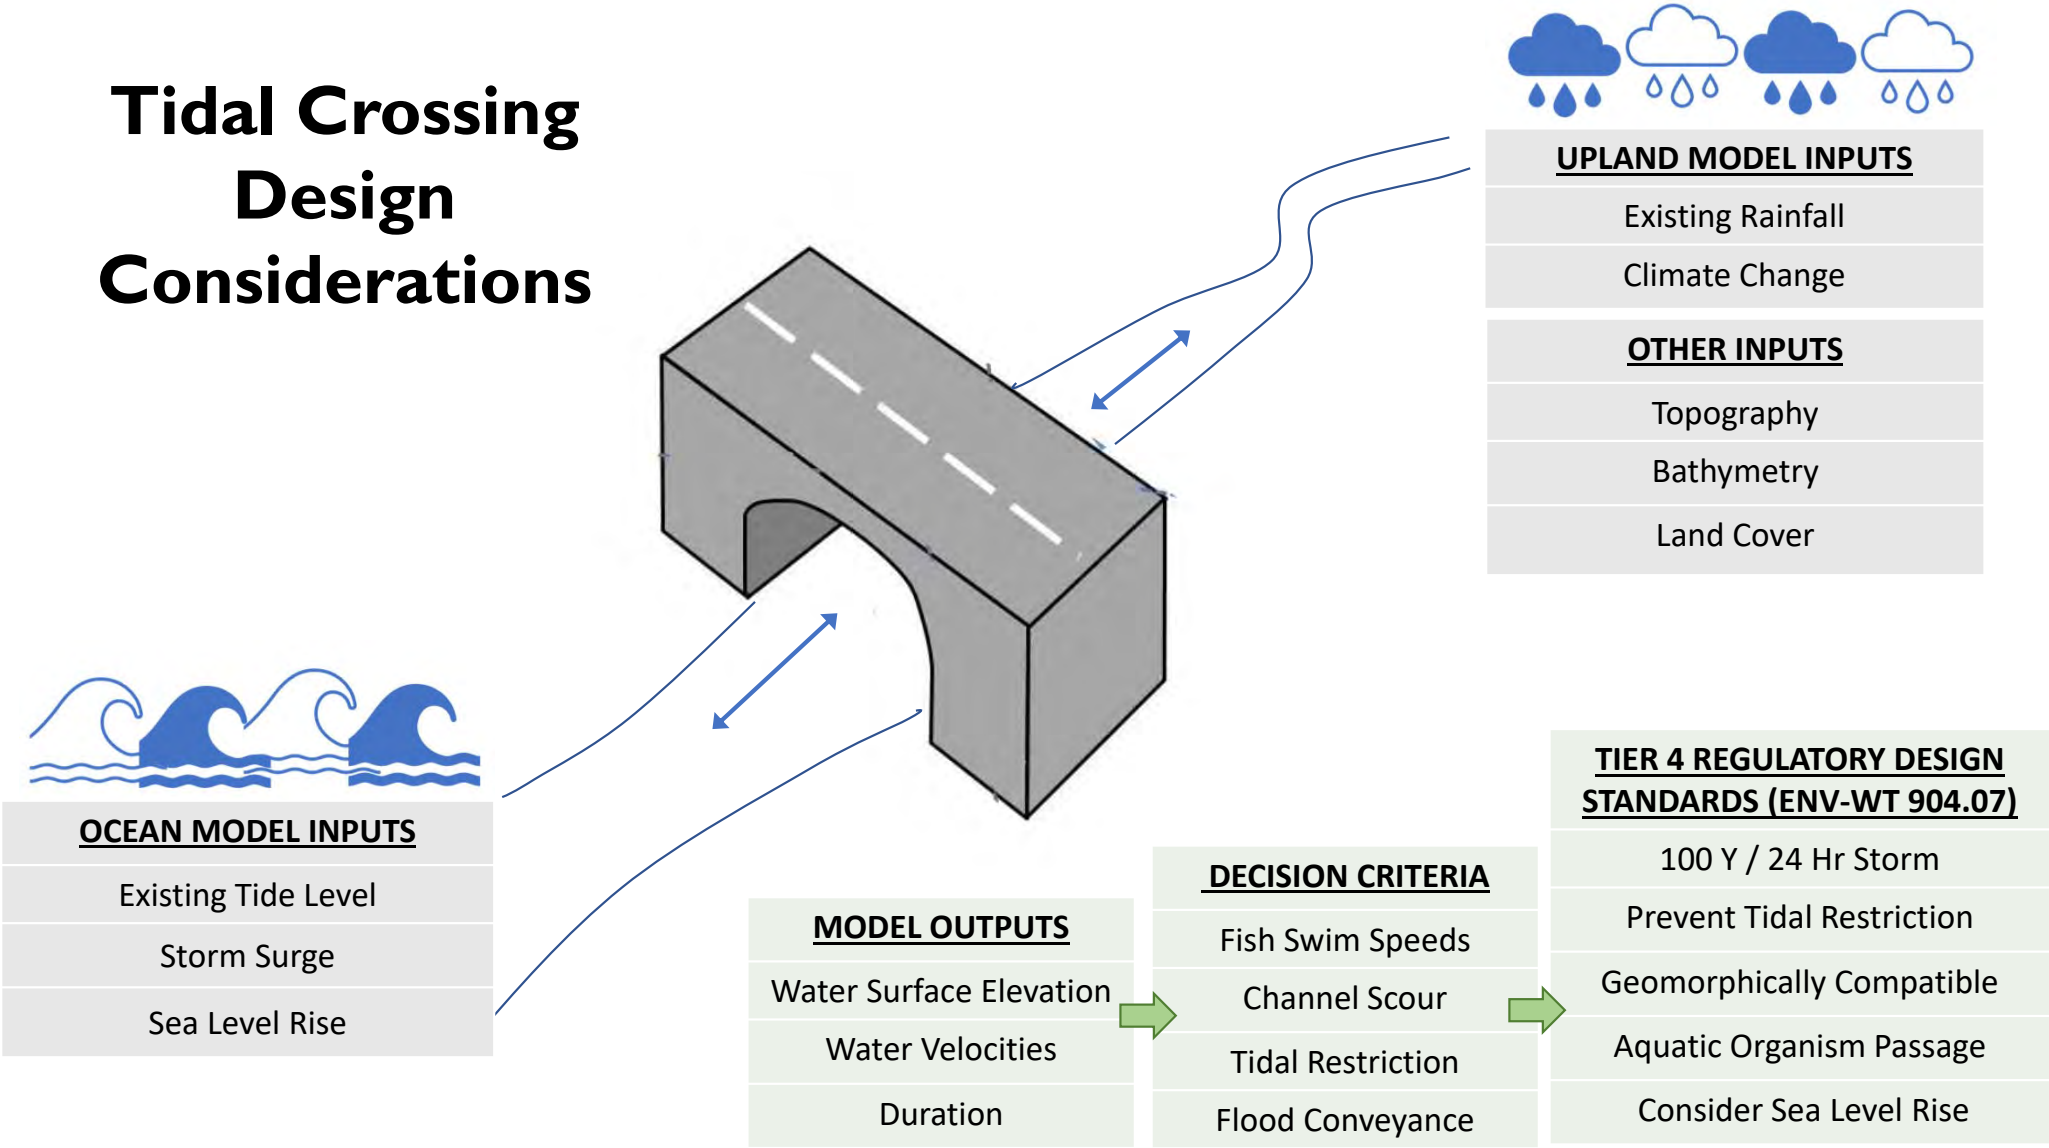 Tidal Crossing
Design
Considerations
UPLAND MODEL INPUTS
Existing Rainfall
Climate Change
OTHER INPUTS
Topography
Bathymetry
Land Cover
OCEAN MODEL INPUTS
Existing Tide Level
Storm Surge
Sea Level Rise
MODEL OUTPUTS
Water Surface Elevation
Water Velocities
Duration
DECISION CRITERIA
Fish Swim Speeds
Channel Scour
Tidal Restriction
Flood Conveyance
TIER 4 REGULATORY DESIGN
STANDARDS (ENV-WT 904.07)
100 Y / 24 Hr Storm
Prevent Tidal Restriction
Geomorphically Compatible
Aquatic Organism Passage
Consider Sea Level Rise